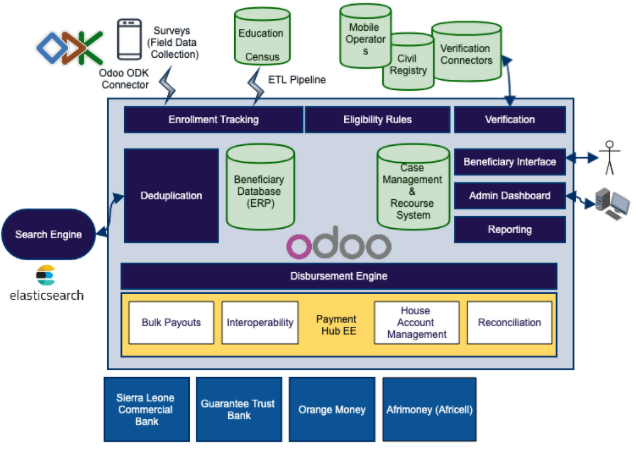 ODK
Surveys
(Field Data
Collection)
Odoo ODK
Connector
Education
Census
ETL Pipeline
Mobile
Operator
s
Civil
Registry
Verification
Connectors
Enrollment Tracking
Eligibility Rules
Verification
Deduplication
Beneficiary
Database
(ERP)
Case
Management
&
Recourse
System
Beneficiary Interface
Admin Dashboard
Reporting
Search Engine
elasticsearch
odoo
Disbursement Engine
Bulk Payouts
Interoperability
Payment
Hub EE
House
Account
Management
Reconciliation
Sierra Leone
Commercial
Bank
Guarantee Trust
Bank
Orange Money
Afrimoney (Africell)